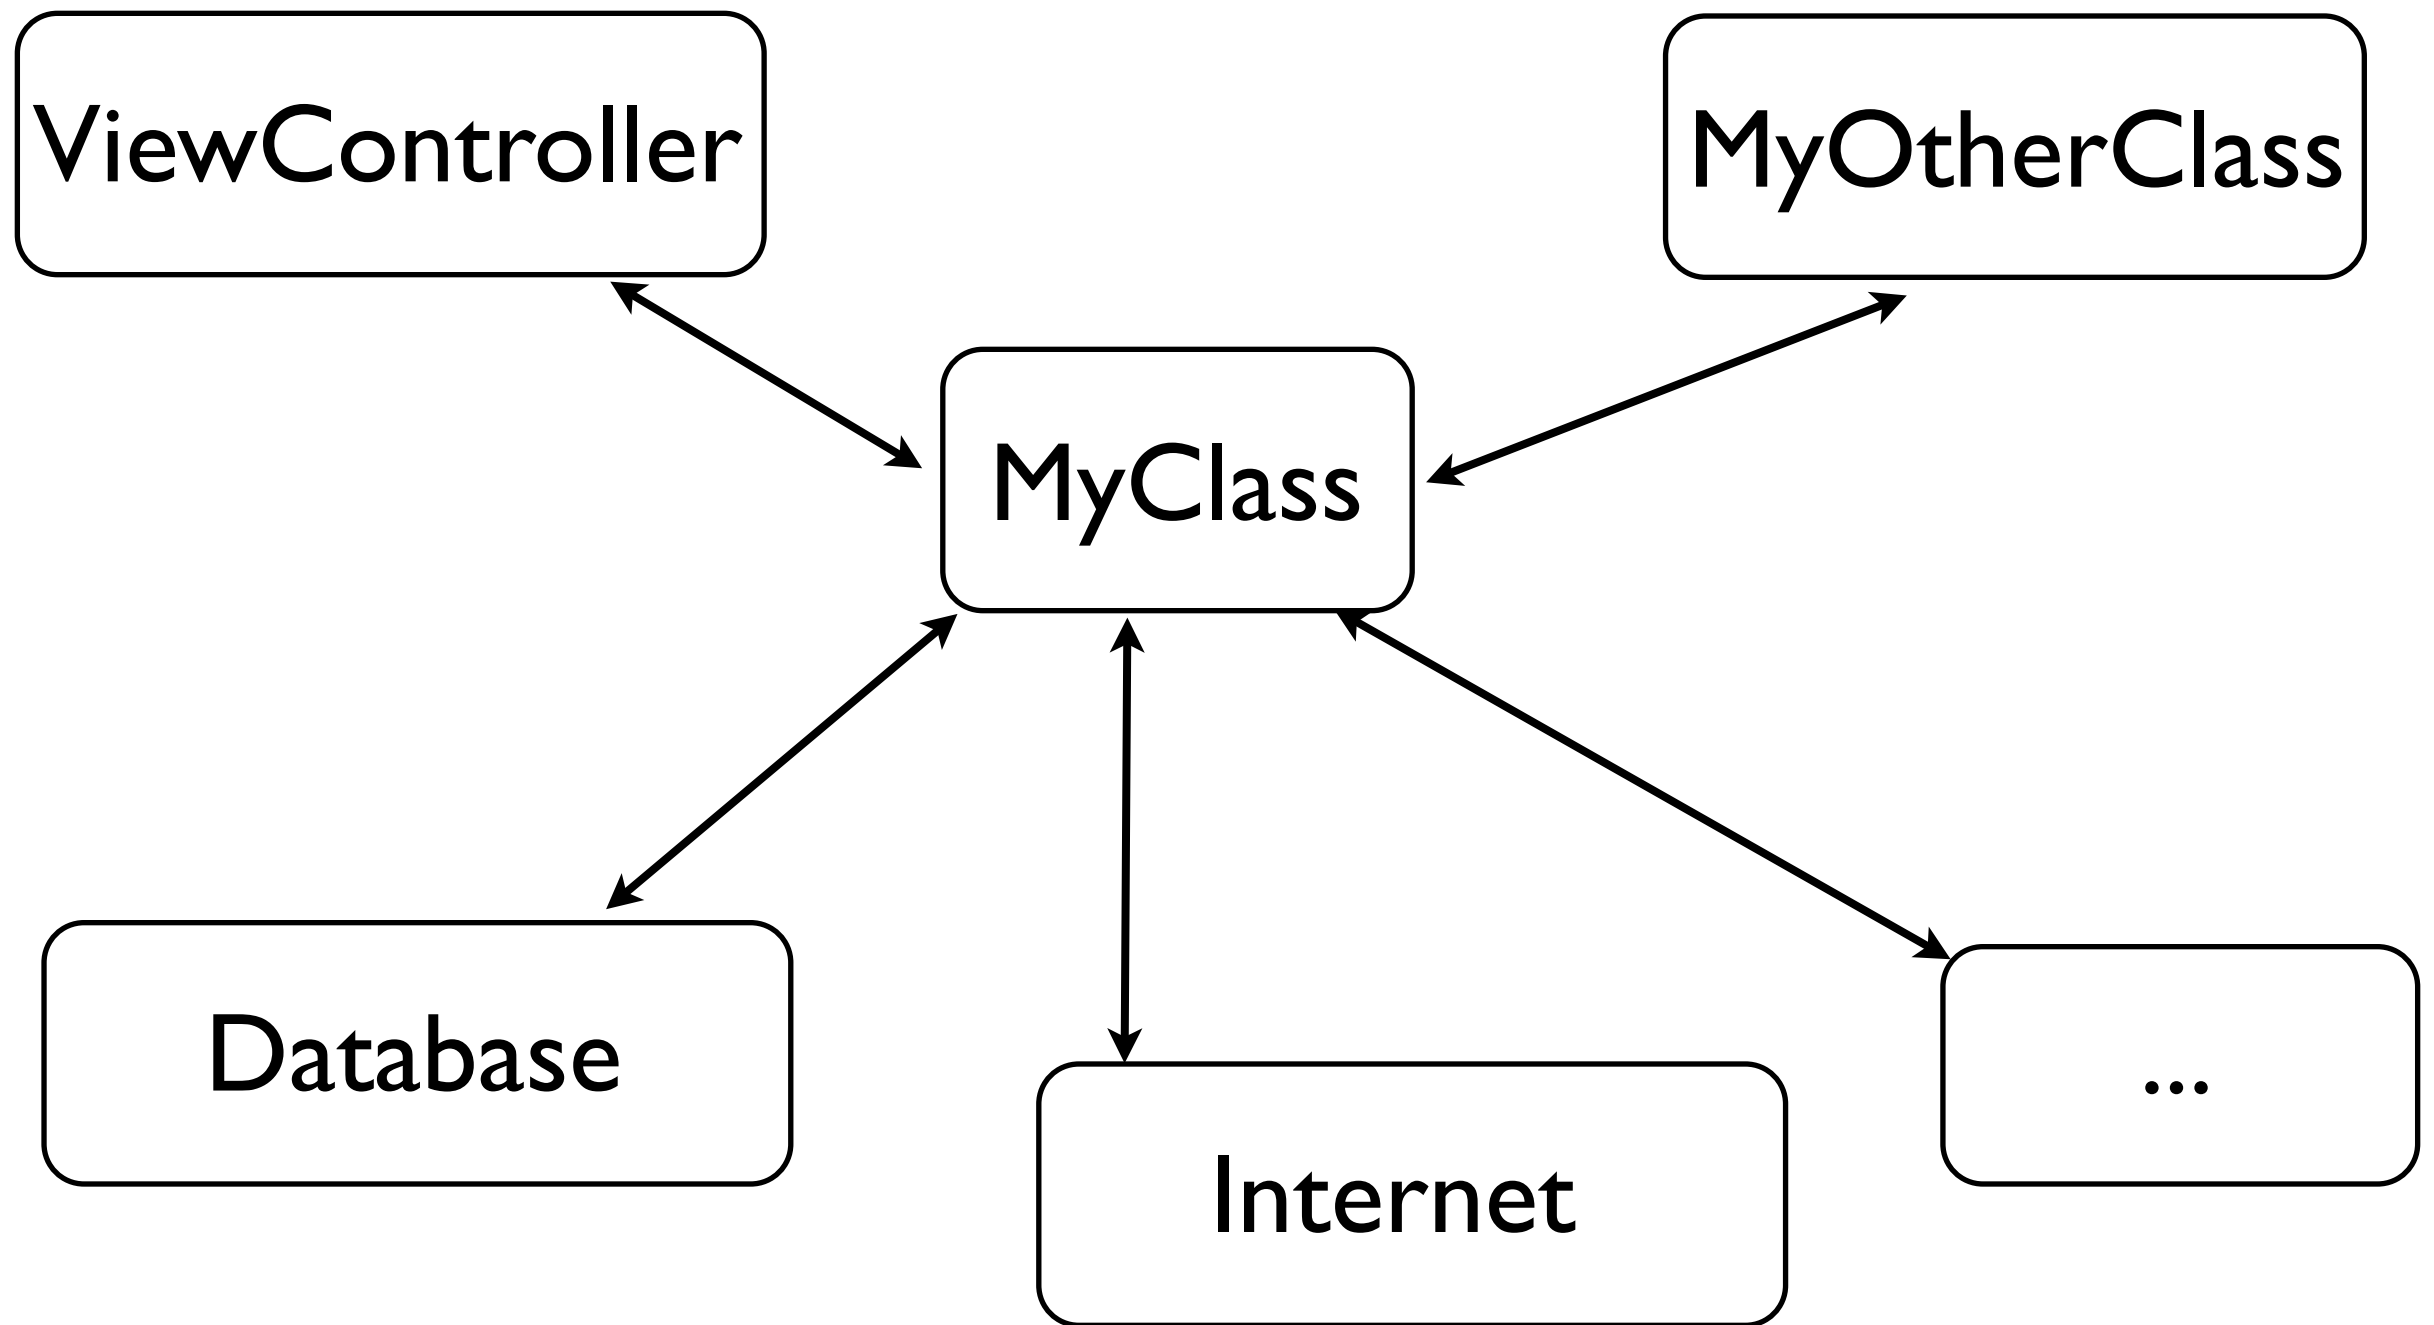 ViewController
MyOtherClass
MyClass
Database
Internet
...